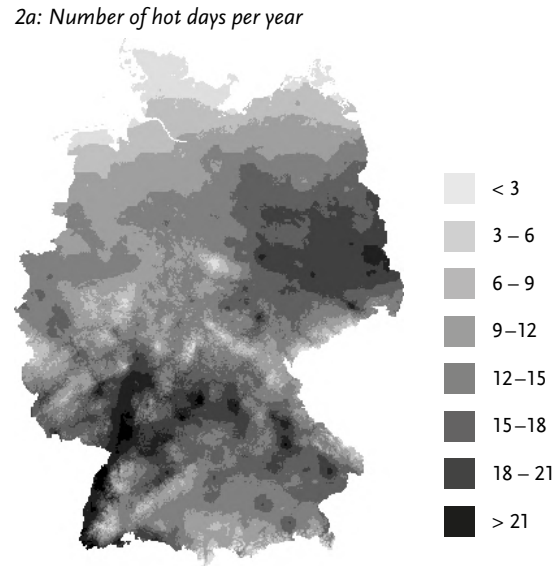 2a: Number of hot days per year
< 3
3 – 6
6 – 9
9–12
12–15
15–18
18 – 21
> 21